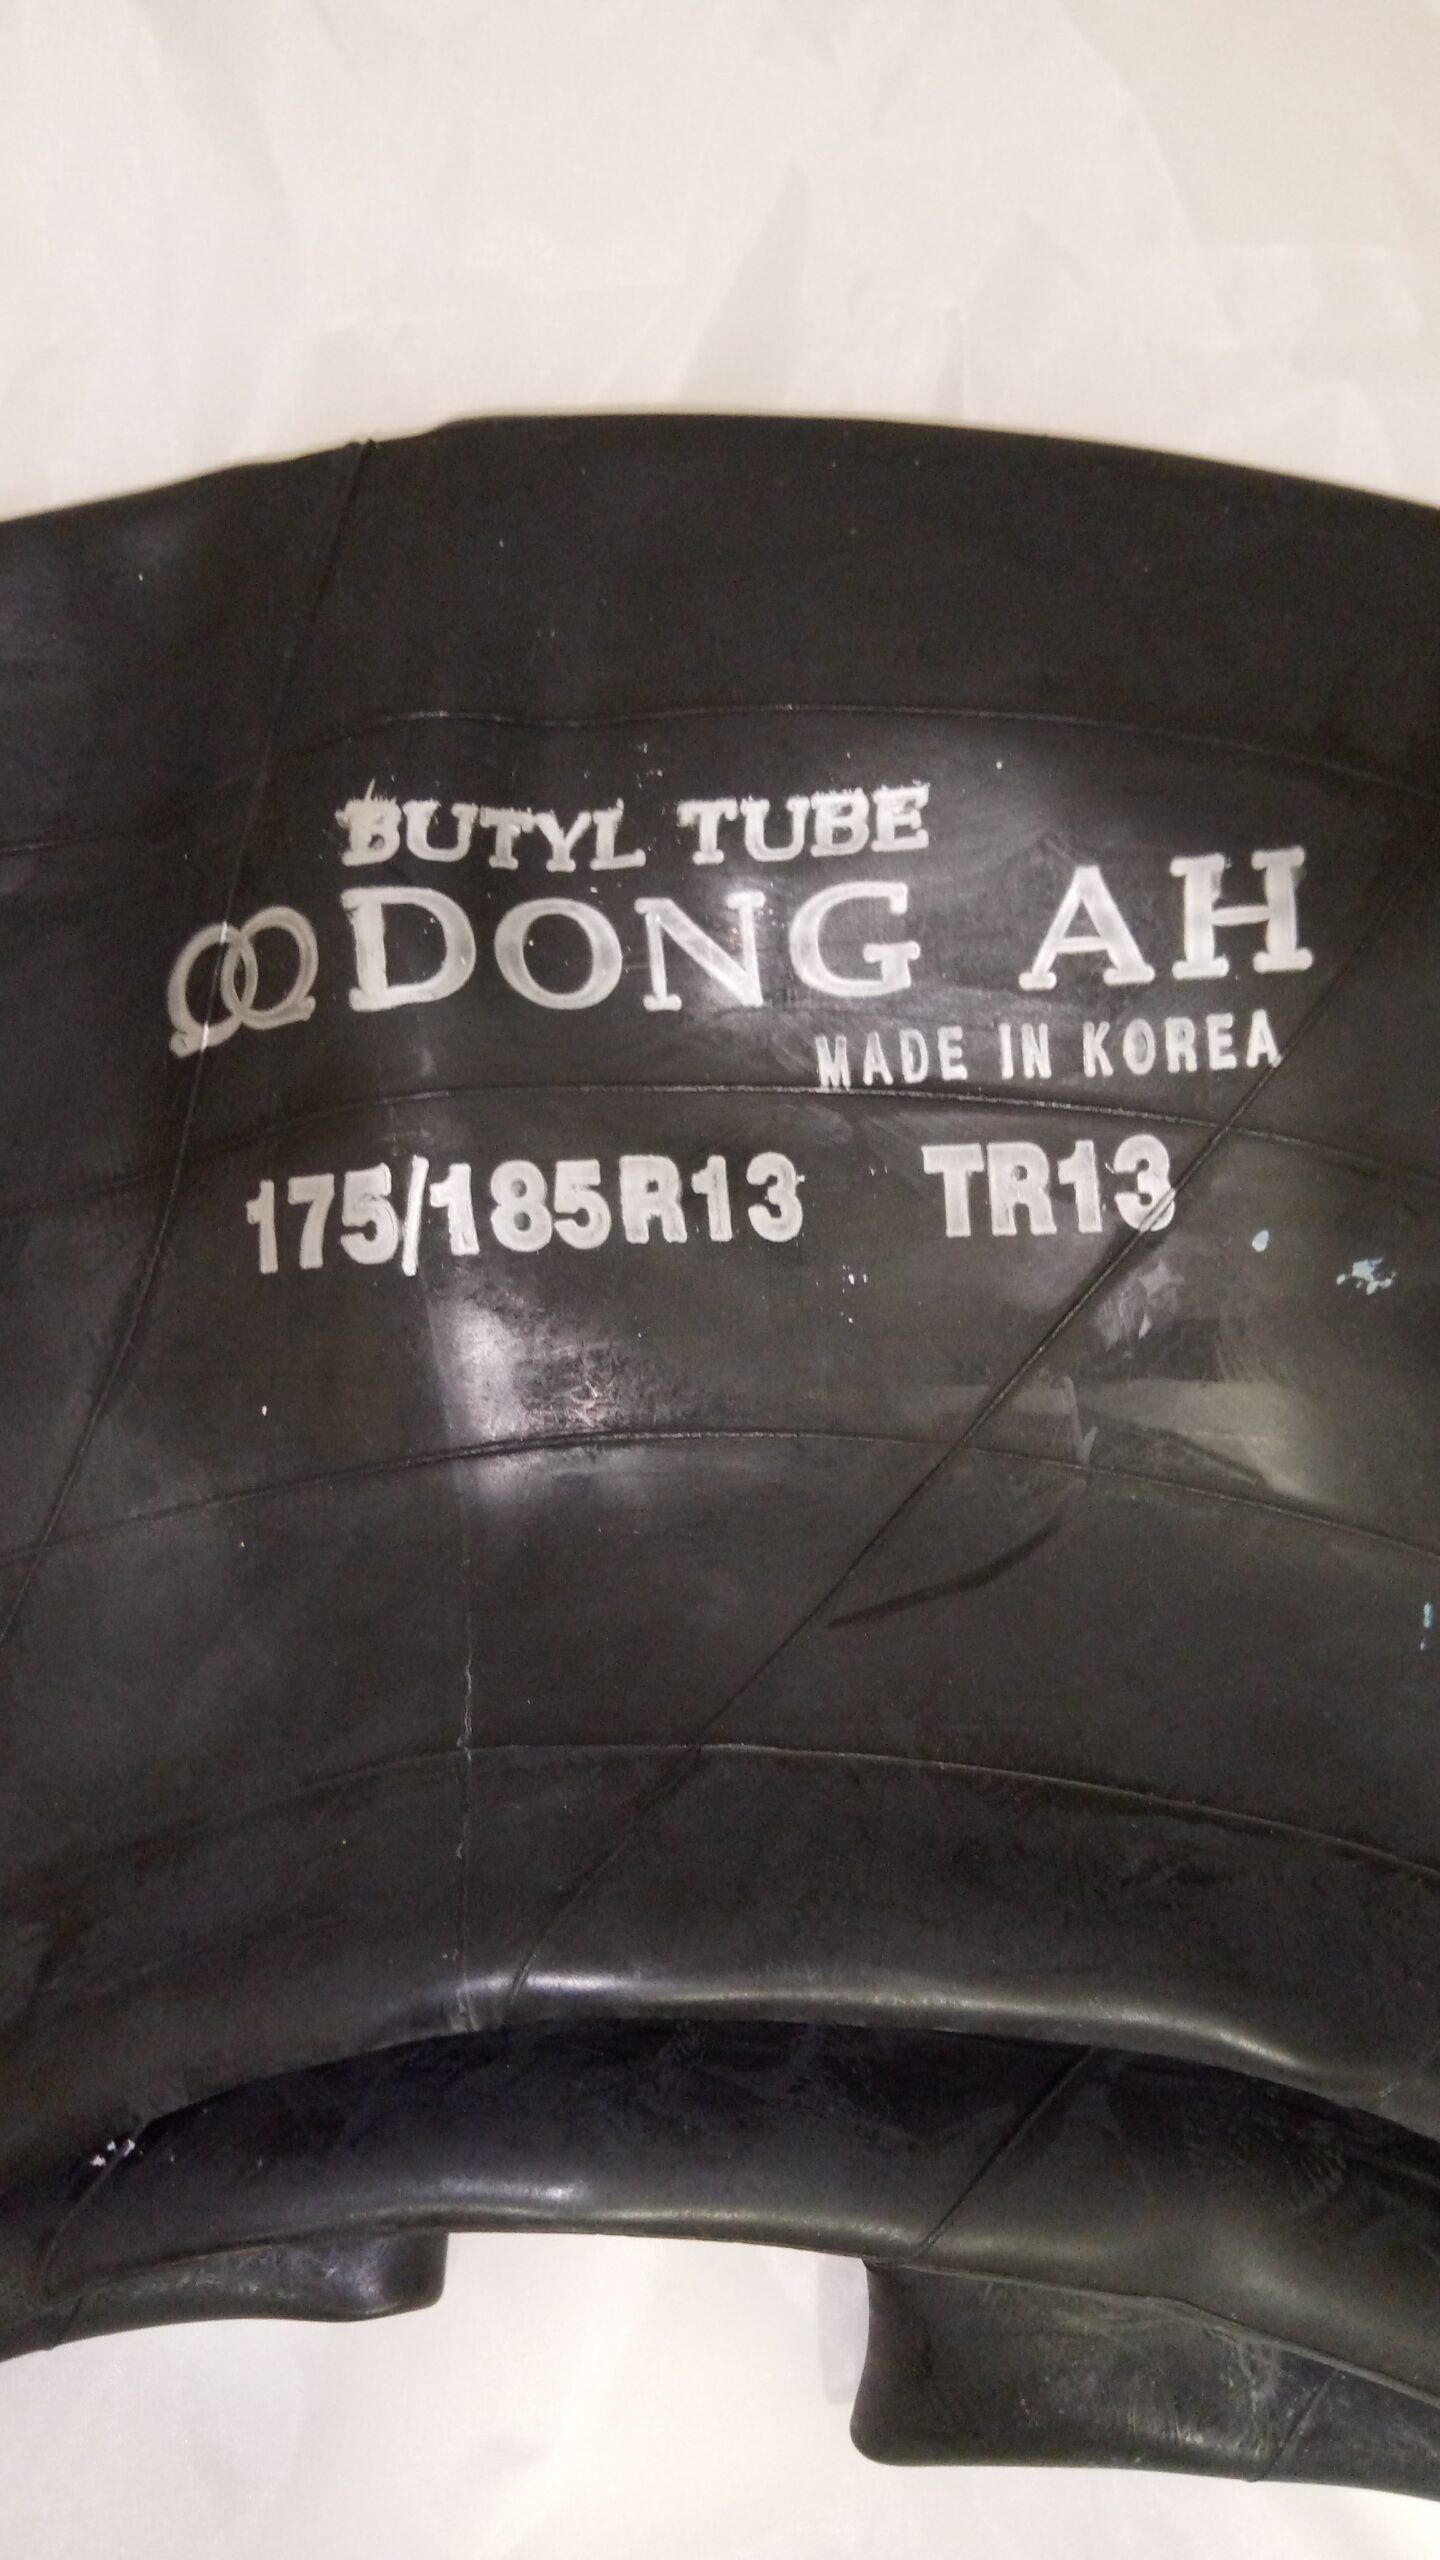 BUTYL TUBE
DONG AH
MADE IN KOREA
175/185R13 TR13